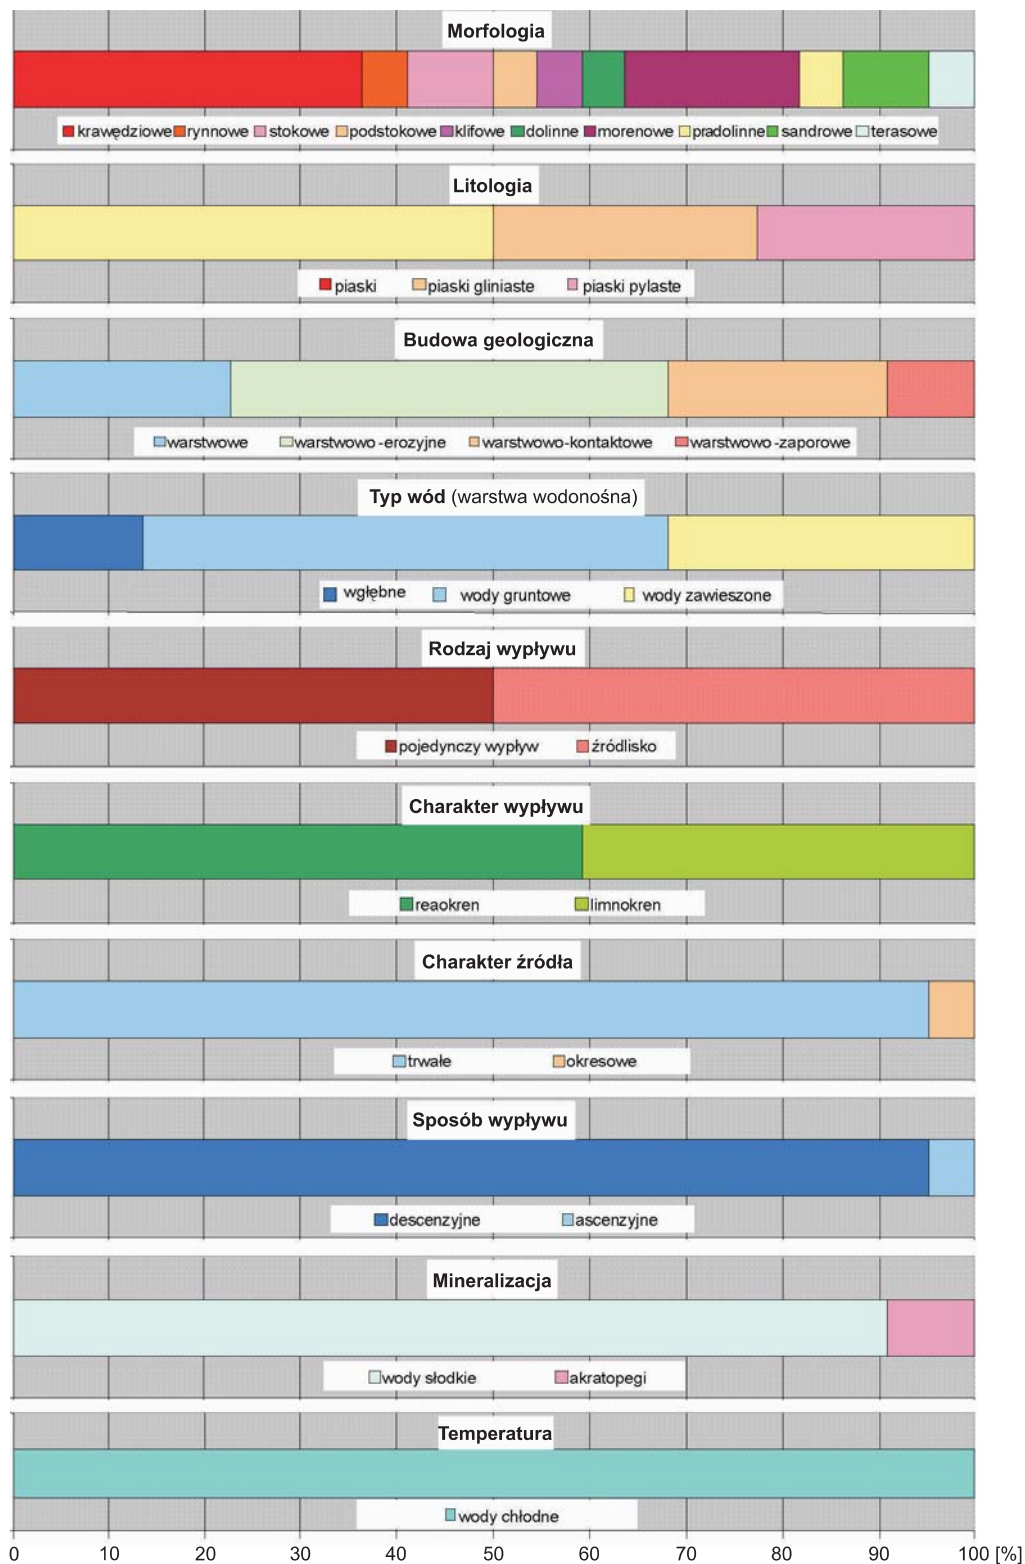 Morfologia
krawędziowe rynnowe stokowe podstokowe klifowe dolinne morenowe pradolinne sandrowe terasowe
Litologia
piaski piaski gliniaste piaski pylaste
Budowa geologiczna
warstwowe warstwowo-erozyjne warstwowo-kontaktowe warstwowo-zaporowe
Typ wód (warstwa wodonośna)
wgłębne wody gruntowe wody zawieszone
Rodzaj wypływu
pojedynczy wypływ źródlisko
Charakter wypływu
reaokren limnokren
Charakter źródła
trwałe okresowe
Sposób wypływu
descenzyjne ascenzyjne
Mineralizacja
wody słodkie akratopegi
Temperatura
wody chłodne
0 10 20 30 40 50 60 70 80 90 100 [%]